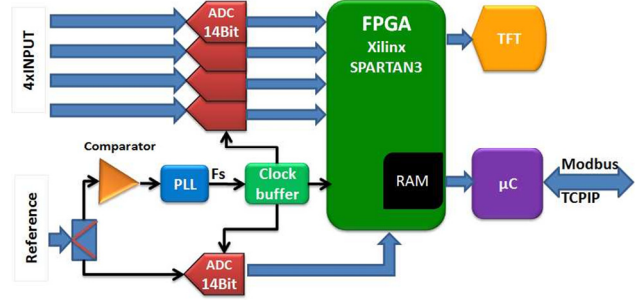 4xINPUT
ADC
14Bit
FPGA
Xilinx
SPARTAN3
TFT
Comparator
PLL
Fs
Clock
buffer
RAM
µC
Modbus
TCPIP
Reference
ADC
14Bit